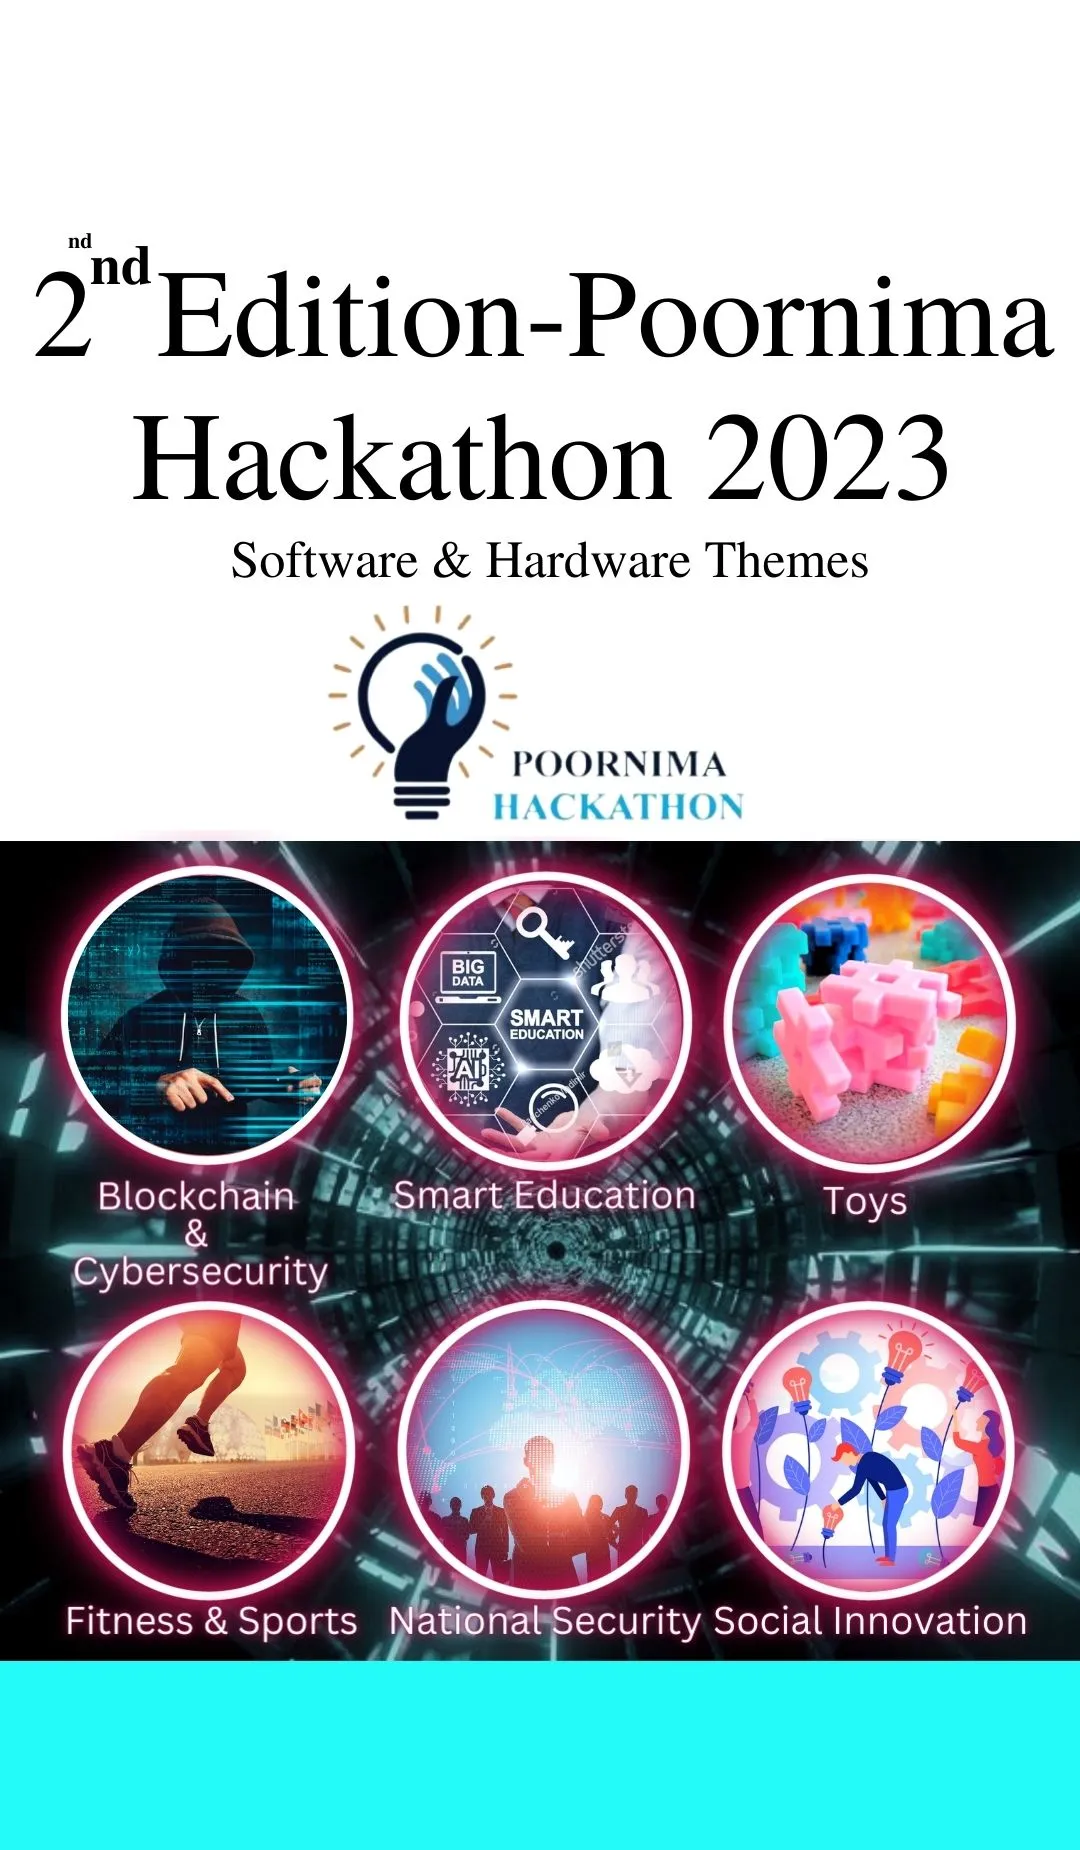 nd
2nd Edition-Poornima
Hackathon 2023
Software & Hardware Themes
POORNIMA
HACKATHON
BIG
DATA
SMART
EDUCATION
AI
Blockchain
&
Cybersecurity
Smart Education
Toys
Fitness & Sports
National Security
Social Innovation